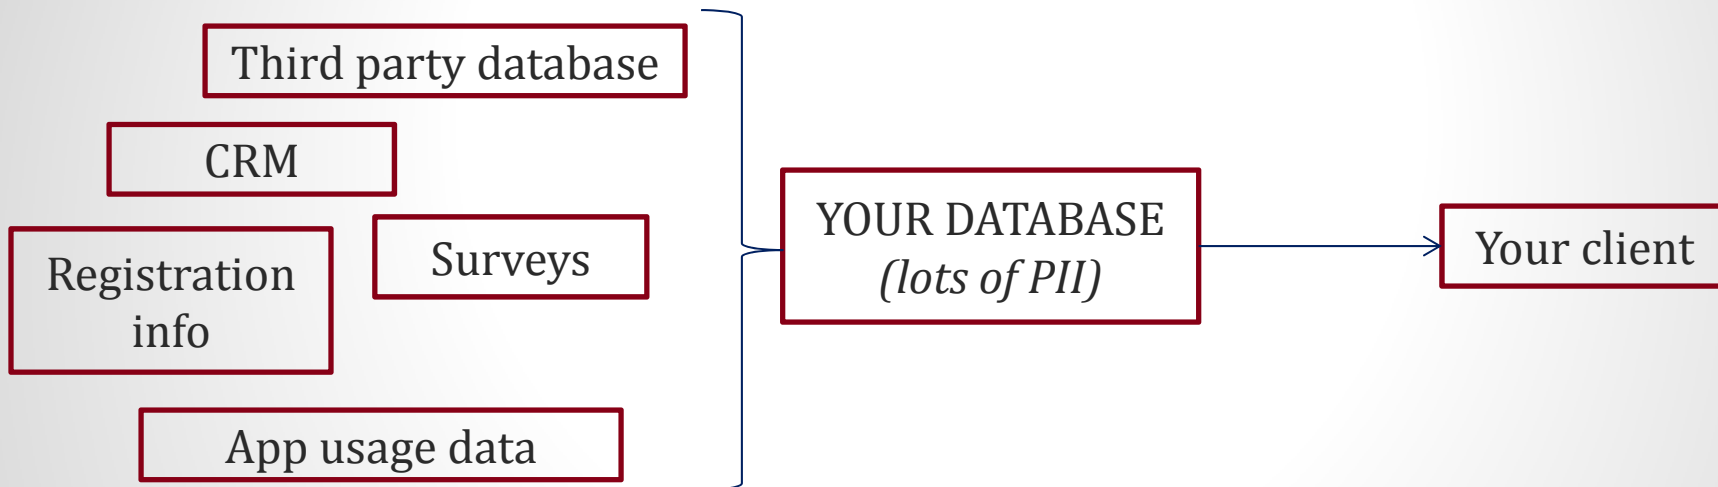 Third party database
CRM
Registration
info
Surveys
App usage data
YOUR DATABASE
(lots of PII)
Your client